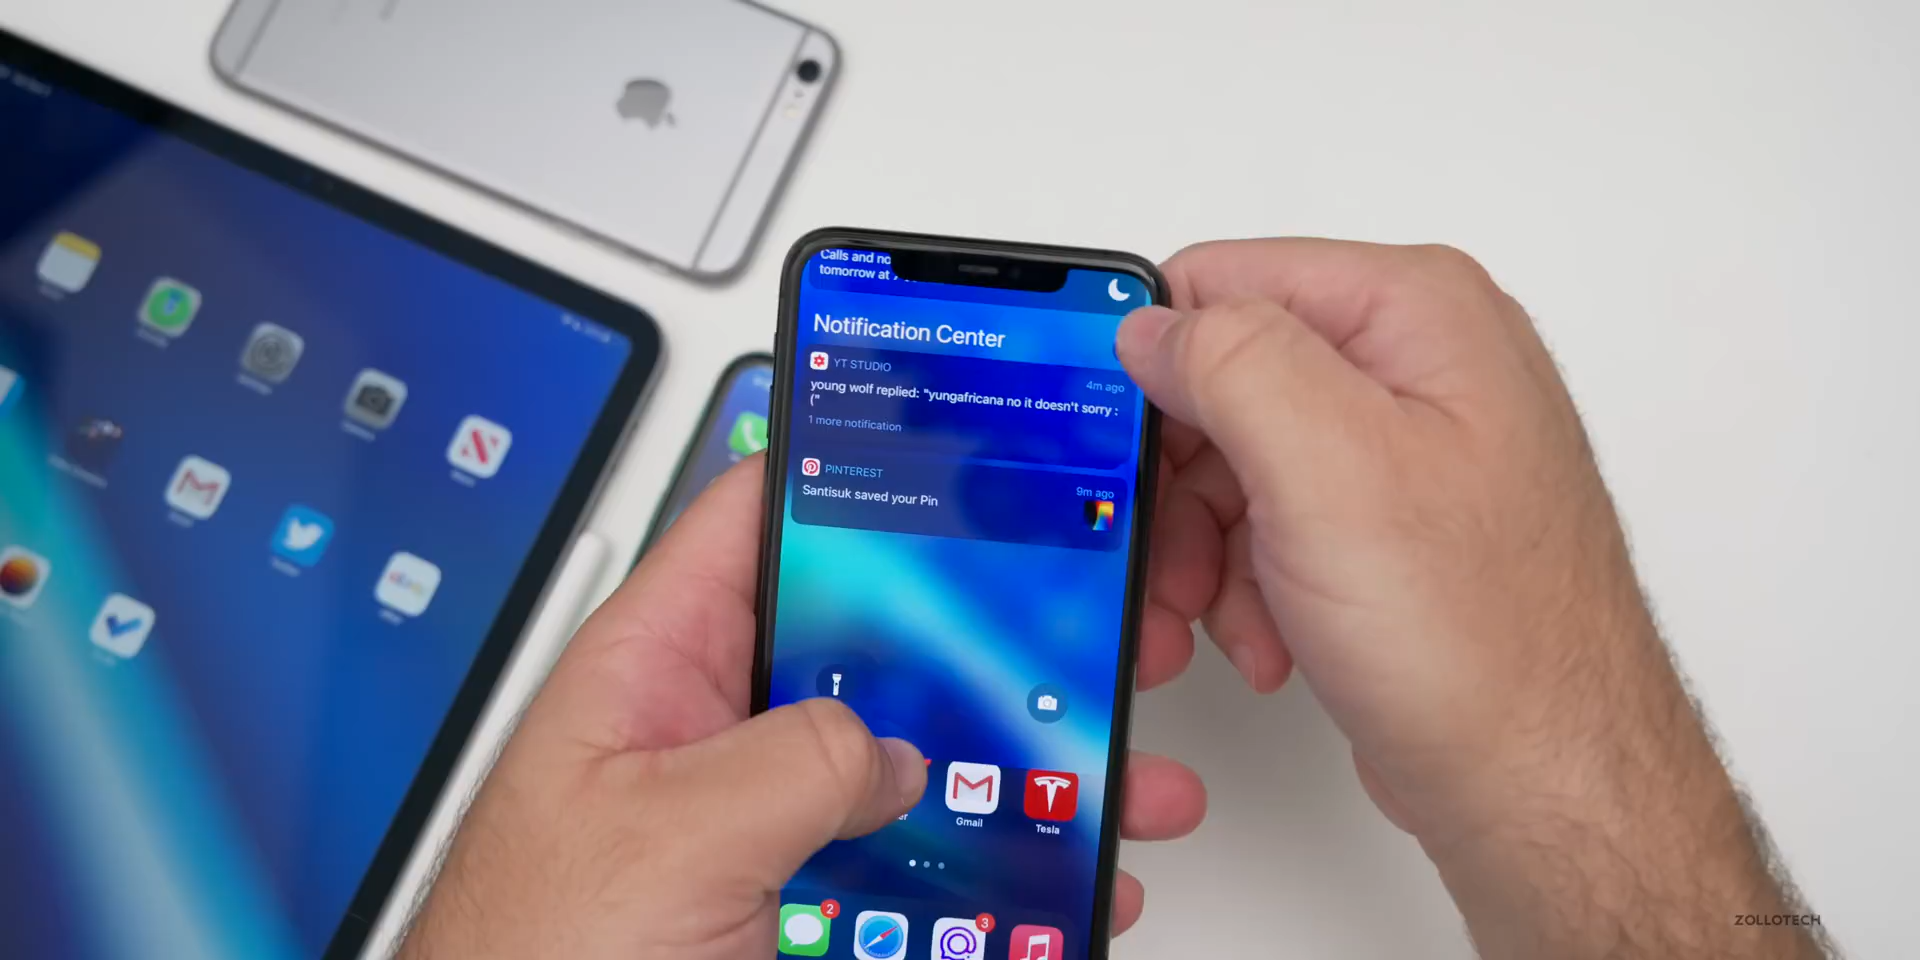 Calls and no
tomorrow at
Notification Center
YT STUDIO
4m ago
young wolf replied: "yungafricana no it doesn't sorry :
("
1 more notification
PINTEREST
9m ago
Santisuk saved your Pin
er
Gmail
Tesla
2
3
ZOLLOTECH